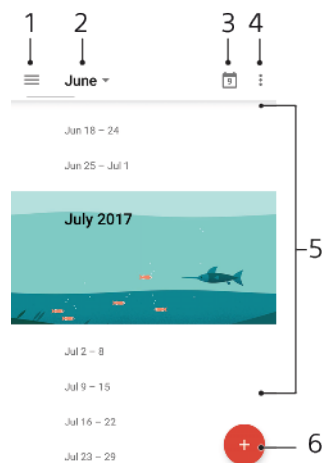 1 2 3 4
June
9
Jun 18 – 24
Jun 25 – Jul 1
July 2017
5
Jul 2 – 8
Jul 9 – 15
Jul 16 – 22
6
Jul 23 – 29